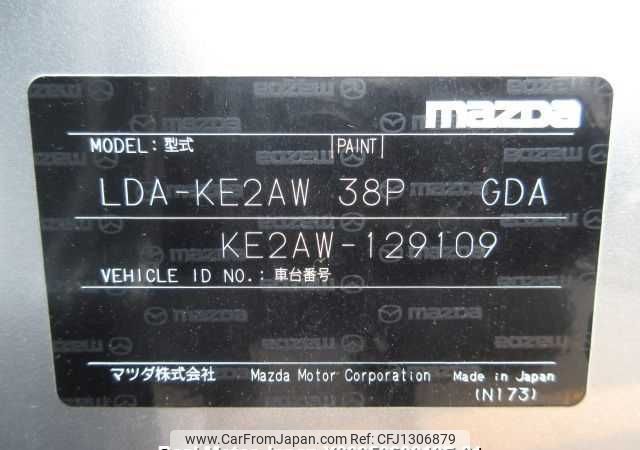 mazda
MODEL: 型式 PAINT
LDA-KE2AW 38P GDA
KE2AW-129109
VEHICLE ID NO.: 車台番号
マツダ株式会社 Mazda Motor Corporation Made in Japan
(N173)
www.CarFromJapan.com CFJ1306879